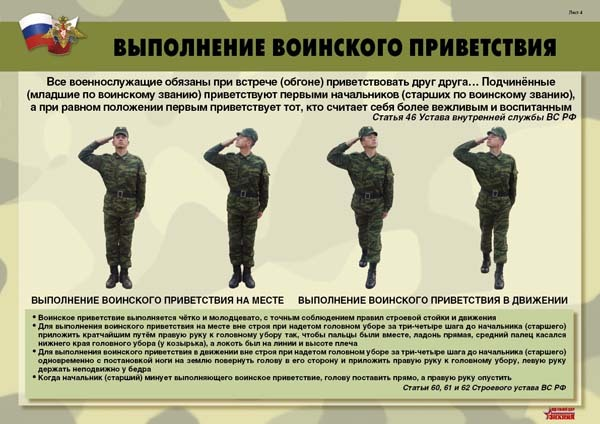 Лист 4
ВЫПОЛНЕНИЕ ВОИНСКОГО ПРИВЕТСТВИЯ
Все военнослужащие обязаны при встрече (обгоне) приветствовать друг друга... Подчинённые
(младшие по воинскому званию) приветствуют первыми начальников (старших по воинскому званию),
а при равном положении первым приветствует тот, кто считает себя более вежливым и воспитанным
Статья 46 Устава внутренней службы ВС РФ
ВЫПОЛНЕНИЕ ВОИНСКОГО ПРИВЕТСТВИЯ НА МЕСТЕ
ВЫПОЛНЕНИЕ ВОИНСКОГО ПРИВЕТСТВИЯ В ДВИЖЕНИИ
• Воинское приветствие выполняется чётко и молодцевато, с точным соблюдением правил строевой стойки и движения
• Для выполнения воинского приветствия на месте вне строя при надетом головном уборе за три-четыре шага до начальника (старшего)
приложить кратчайшим путём правую руку к головному убору так, чтобы пальцы были вместе, ладонь прямая, средний палец касался
нижнего края головного убора (у козырька), а локоть был на линии и высоте плеча
• Для выполнения воинского приветствия в движении вне строя при надетом головном уборе за три-четыре шага до начальника (старшего)
одновременно с постановкой ноги на землю повернуть голову в его сторону и приложить правую руку к головному убору, левую руку
держать неподвижно у бедра
• Когда начальник (старший) минует выполняющего воинское приветствие, голову поставить прямо, а правую руку опустить
Статьи 60, 61 и 62 Строевого устава ВС РФ
ЗНАНИЯ